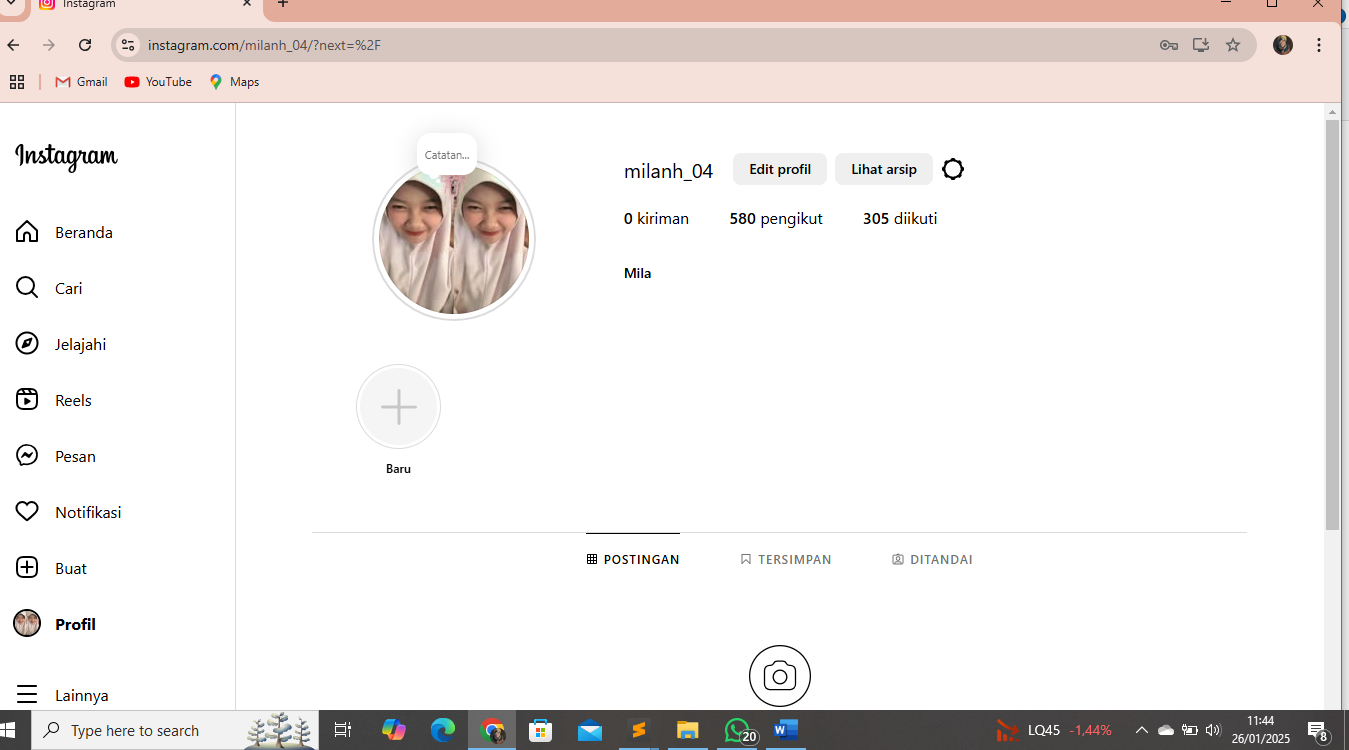 Instagram
instagram.com/milanh_04/?next=%2F
Gmail YouTube Maps
Instagram
Beranda
Cari
Jelajahi
Reels
Pesan
Notifikasi
Buat
Profil
Lainnya
Catatan...
milanh_04 Edit profil Lihat arsip
0 kiriman 580 pengikut 305 diikuti
Mila
Baru
POSTINGAN TERSIMPAN DITANDAI
Type here to search
20
W
LQ45 -1,44%
11:44
26/01/2025
8